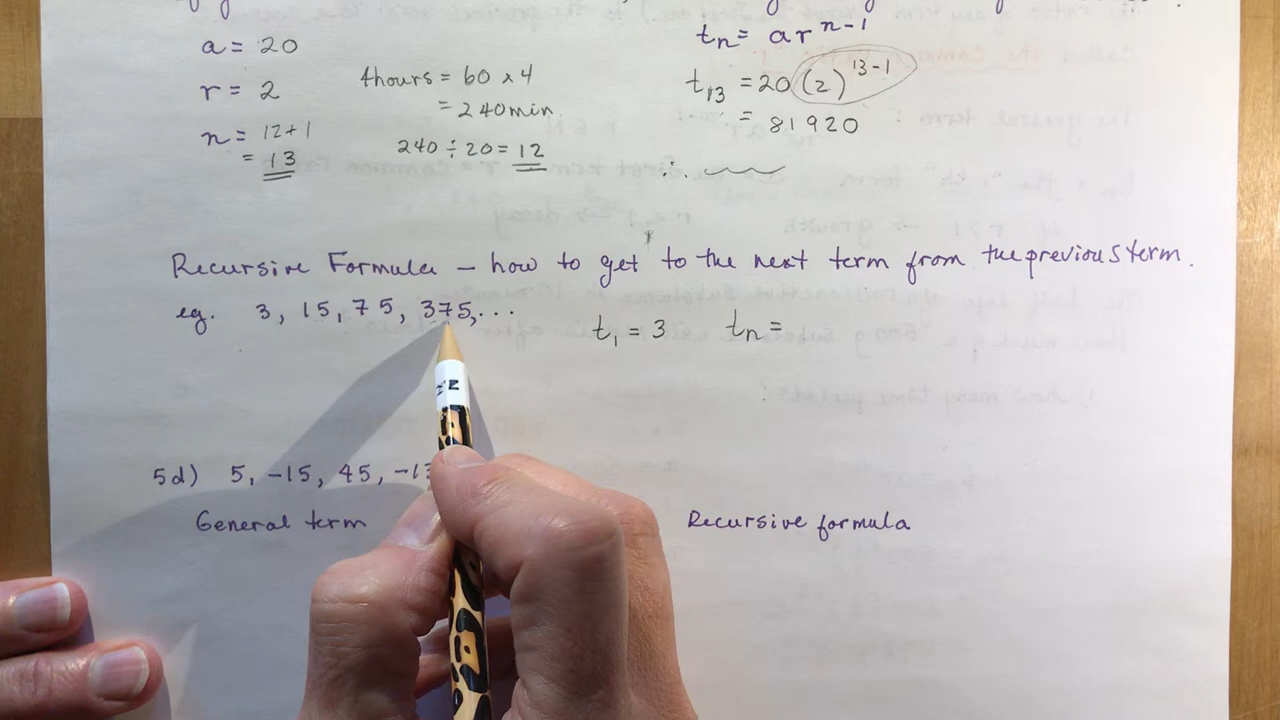 a = 20
tn = ar n-1
r = 2
4hours = 60 x 4
= 240min
t13 = 20 (2) 13-1
= 81920
n = 12+1
= 13
240 ÷ 20 = 12
∴
Recursive Formula – how to get to the next term from the previous term.
eg. 3, 15, 75, 375, ...
t1 = 3 tn =
5d) 5, -15, 45,
General term
Recursive formula